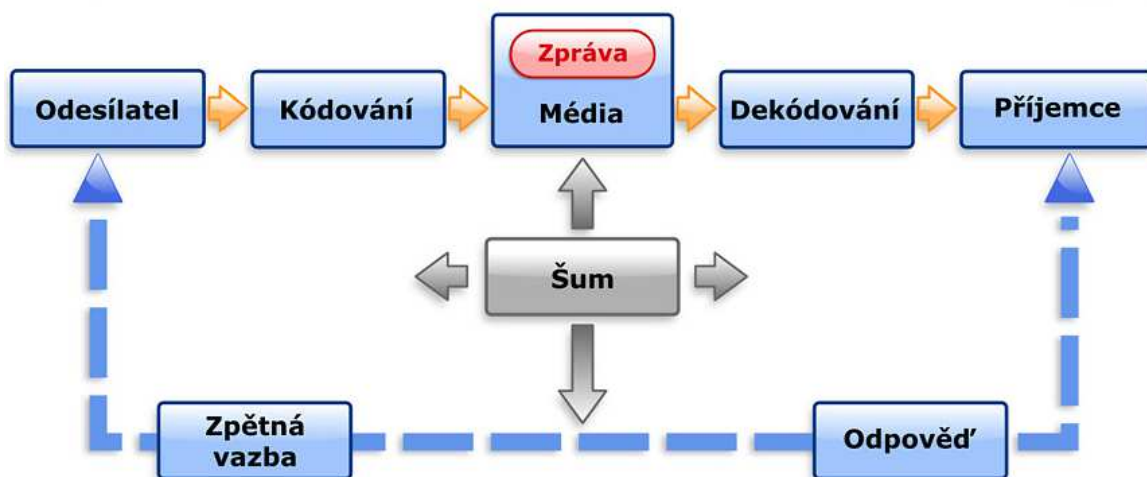 Zpráva
Odesílatel
Kódování
Média
Dekódování
Příjemce
Šum
Zpětná
vazba
Odpověď